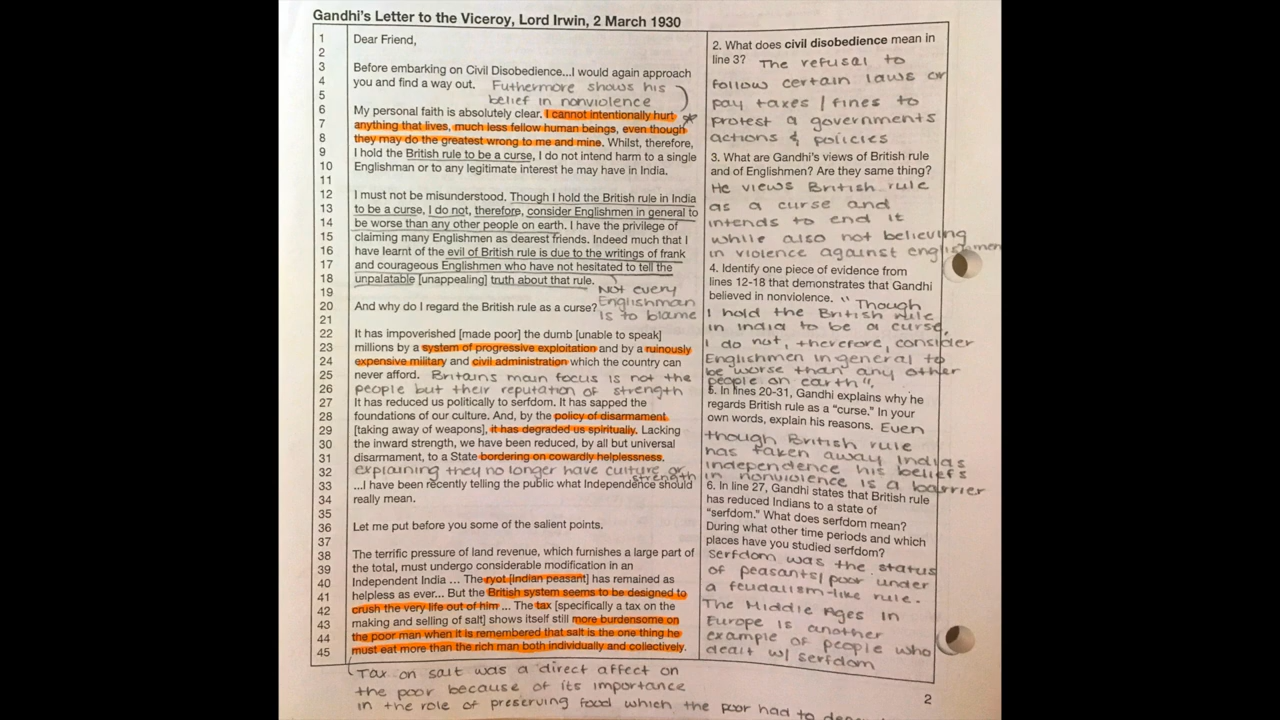 Gandhi's Letter to the Viceroy, Lord Irwin, 2 March 1930
1 Dear Friend,
2
3 Before embarking on Civil Disobedience...I would again approach
4 you and find a way out. Futhermore shows his
5 belief in nonviolence
6 My personal faith is absolutely clear. I cannot intentionally hurt *
7 anything that lives, much less fellow human beings, even though
8 they may do the greatest wrong to me and mine. Whilst, therefore,
9 I hold the British rule to be a curse, I do not intend harm to a single
10 Englishman or to any legitimate interest he may have in India.
11
12 I must not be misunderstood. Though I hold the British rule in India
13 to be a curse, I do not, therefore, consider Englishmen in general to
14 be worse than any other people on earth. I have the privilege of
15 claiming many Englishmen as dearest friends. Indeed much that I
16 have learnt of the evil of British rule is due to the writings of frank
17 and courageous Englishmen who have not hesitated to tell the
18 unpalatable [unappealing] truth about that rule.
19 Not every
20 And why do I regard the British rule as a curse? Englishman
21 is to blame
22 It has impoverished [made poor] the dumb [unable to speak]
23 millions by a system of progressive exploitation and by a ruinously
24 expensive military and civil administration which the country can
25 never afford. Britains main focus is not the
26 people but their reputation of strength
27 It has reduced us politically to serfdom. It has sapped the
28 foundations of our culture. And, by the policy of disarmament
29 [taking away of weapons], it has degraded us spiritually. Lacking
30 the inward strength, we have been reduced, by all but universal
31 disarmament, to a State bordering on cowardly helplessness.
32 explaining they no longer have culture or strength
33 ...I have been recently telling the public what Independence should
34 really mean.
35
36 Let me put before you some of the salient points.
37
38 The terrific pressure of land revenue, which furnishes a large part of
39 the total, must undergo considerable modification in an
40 Independent India ... The ryot [Indian peasant] has remained as
41 helpless as ever... But the British system seems to be designed to
42 crush the very life out of him ... The tax [specifically a tax on the
43 making and selling of salt] shows itself still more burdensome on
44 the poor man when it is remembered that salt is the one thing he
45 must eat more than the rich man both individually and collectively.
Tax on salt was a direct affect on
the poor because of its importance
in the role of preserving food which the poor had to
2. What does civil disobedience mean in
line 3? The refusal to
follow certain laws or
pay taxes / fines to
protest a governments
actions & policies
3. What are Gandhi's views of British rule
and of Englishmen? Are they same thing?
He views British rule
as a curse and
intends to end it
while also not believing
in violence against englishmen
4. Identify one piece of evidence from
lines 12-18 that demonstrates that Gandhi
believed in nonviolence. "Though
I hold the British rule
in India to be a curse,
I do not, therefore, consider
Englishmen in general to
be worse than any other
people on earth".
5. In lines 20-31, Gandhi explains why he
regards British rule as a "curse." In your
own words, explain his reasons. Even
though British rule
has taken away Indias
independence his beliefs
in nonviolence is a barrier
6. In line 27, Gandhi states that British rule
has reduced Indians to a state of
"serfdom." What does serfdom mean?
During what other time periods and which
places have you studied serfdom?
Serfdom was the status
of peasants/poor under
a feudalism-like rule.
The Middle Ages in
Europe is another
example of people who
dealt w/ serfdom
2